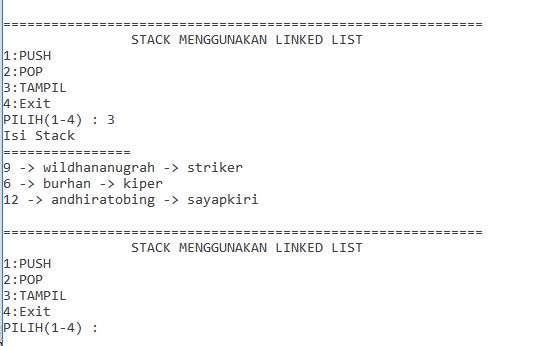 ============================================================
STACK MENGGUNAKAN LINKED LIST
1:PUSH
2:POP
3:TAMPIL
4:Exit
PILIH(1-4) : 3
Isi Stack
================
9 -> wildhananugrah -> striker
6 -> burhan -> kiper
12 -> andhiratobing -> sayapkiri
============================================================
STACK MENGGUNAKAN LINKED LIST
1:PUSH
2:POP
3:TAMPIL
4:Exit
PILIH(1-4) :